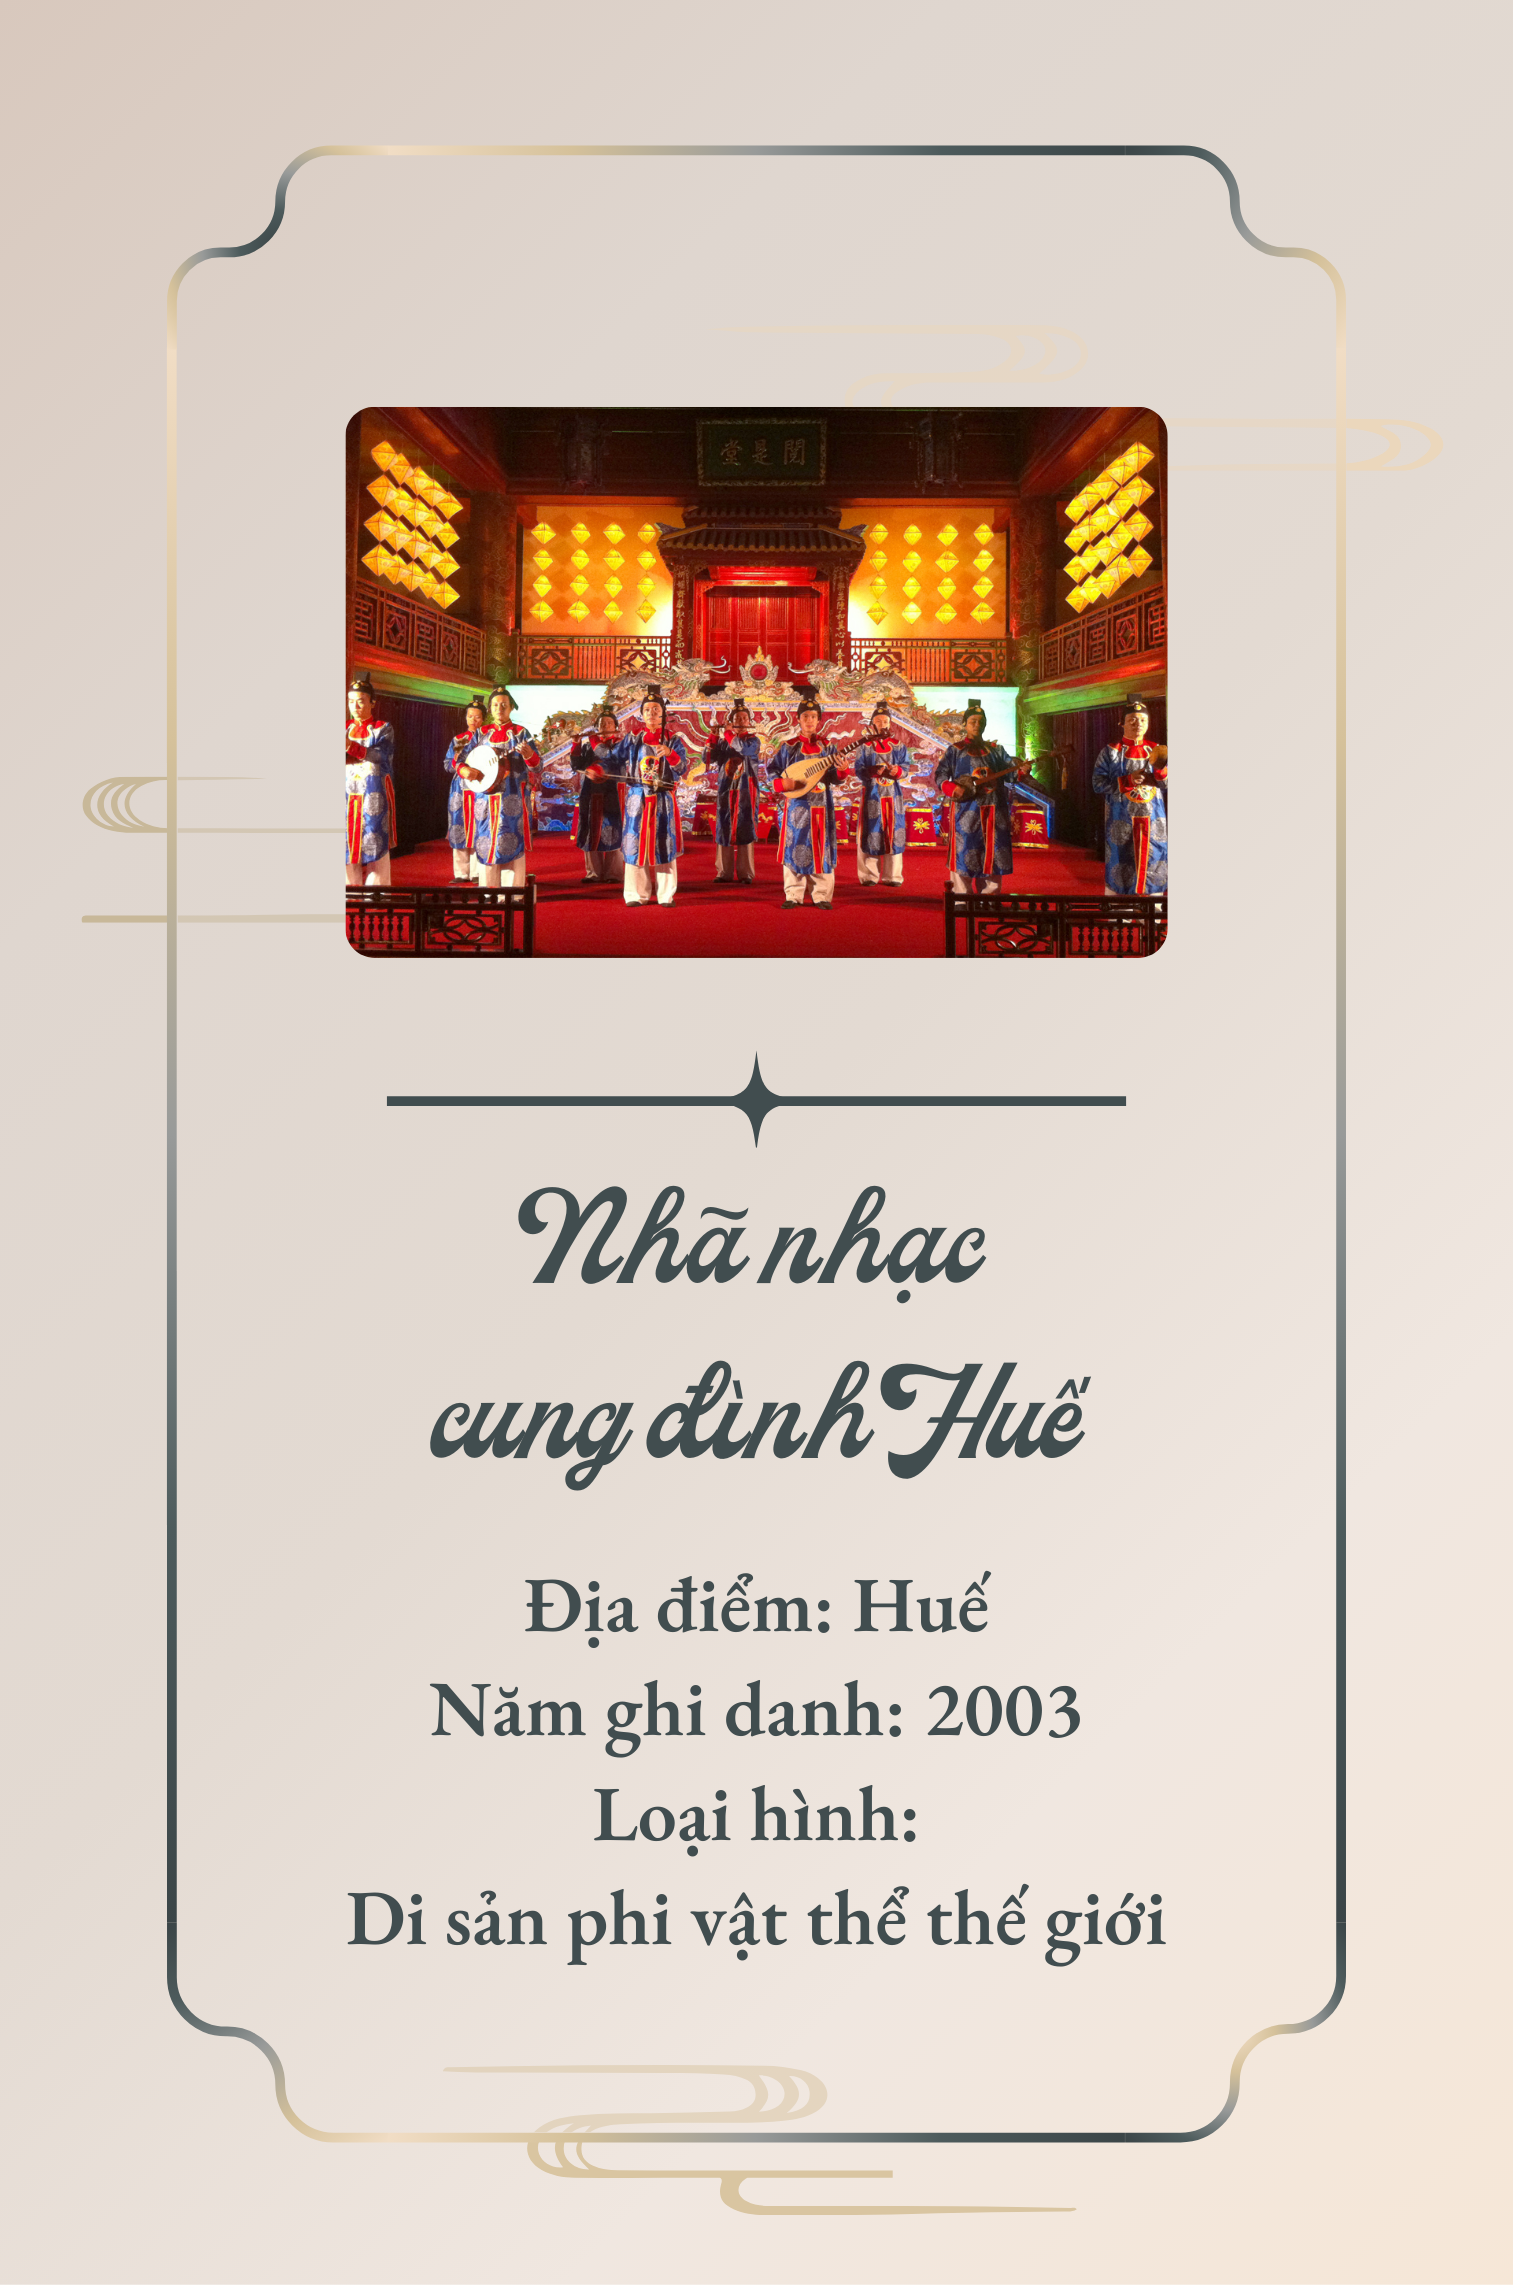 堂是閱
Nhã nhạc
cung đình Huế
Địa điểm: Huế
Năm ghi danh: 2003
Loại hình:
Di sản phi vật thể thế giới